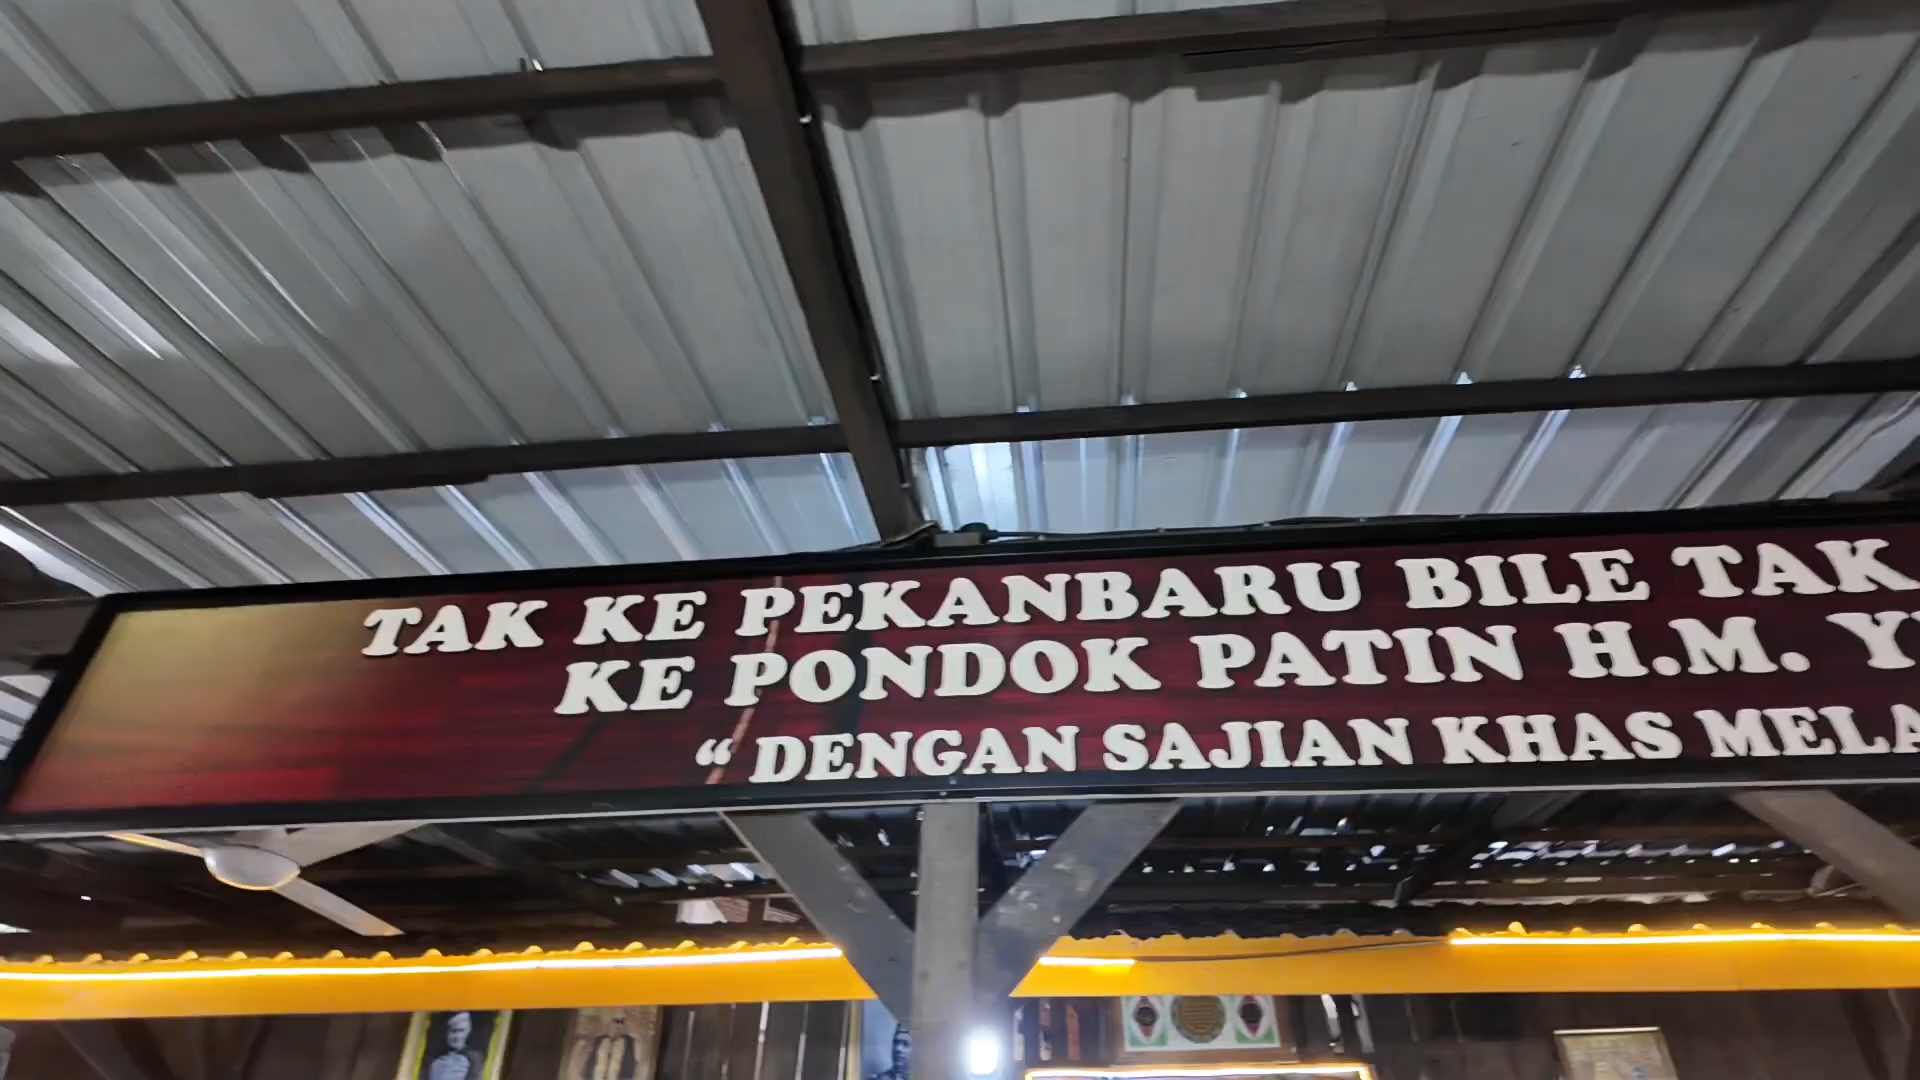 TAK KE PEKANBARU BILE TAK
KE PONDOK PATIN H.M.
“DENGAN SAJIAN KHAS